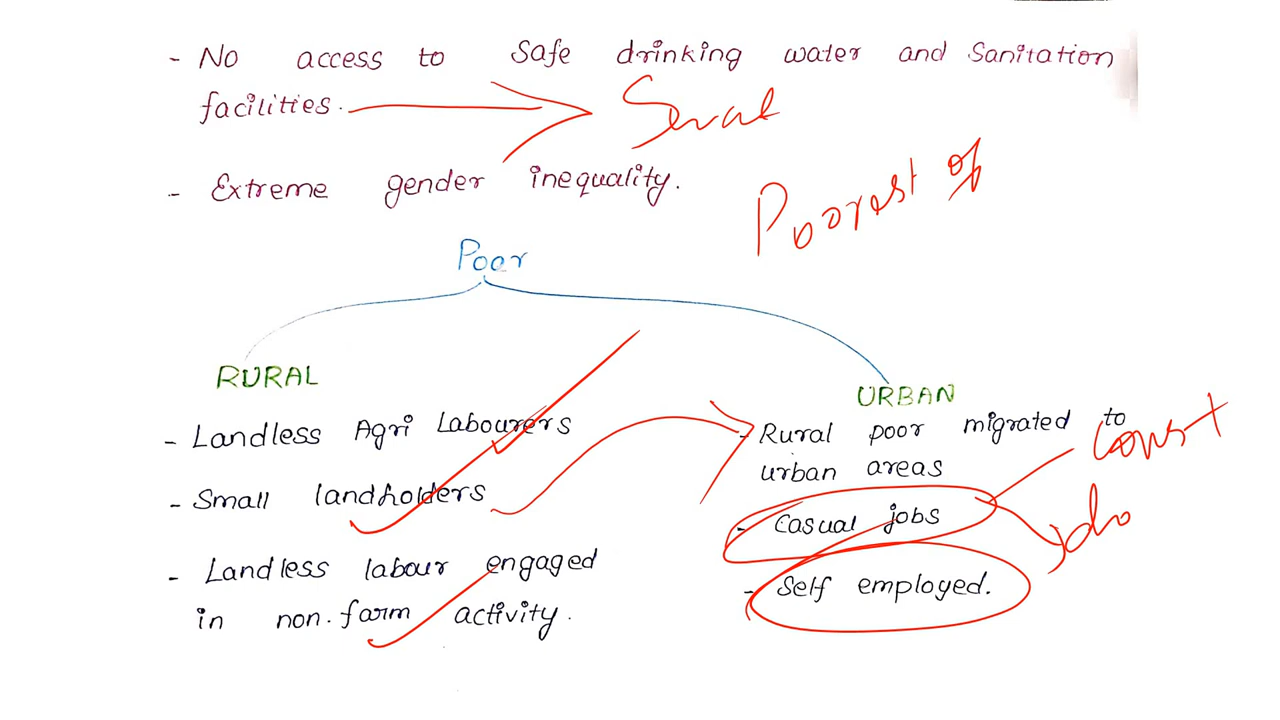 - No access to safe drinking water and Sanitation
facilities.
- Extreme gender inequality.
Poorest of
Poor
RURAL
- Landless Agri Labourers
- Small landholders
- Landless labour engaged
in non. farm activity.
URBAN
- Rural poor migrated to
urban areas
- Casual jobs
Const
- Self employed.